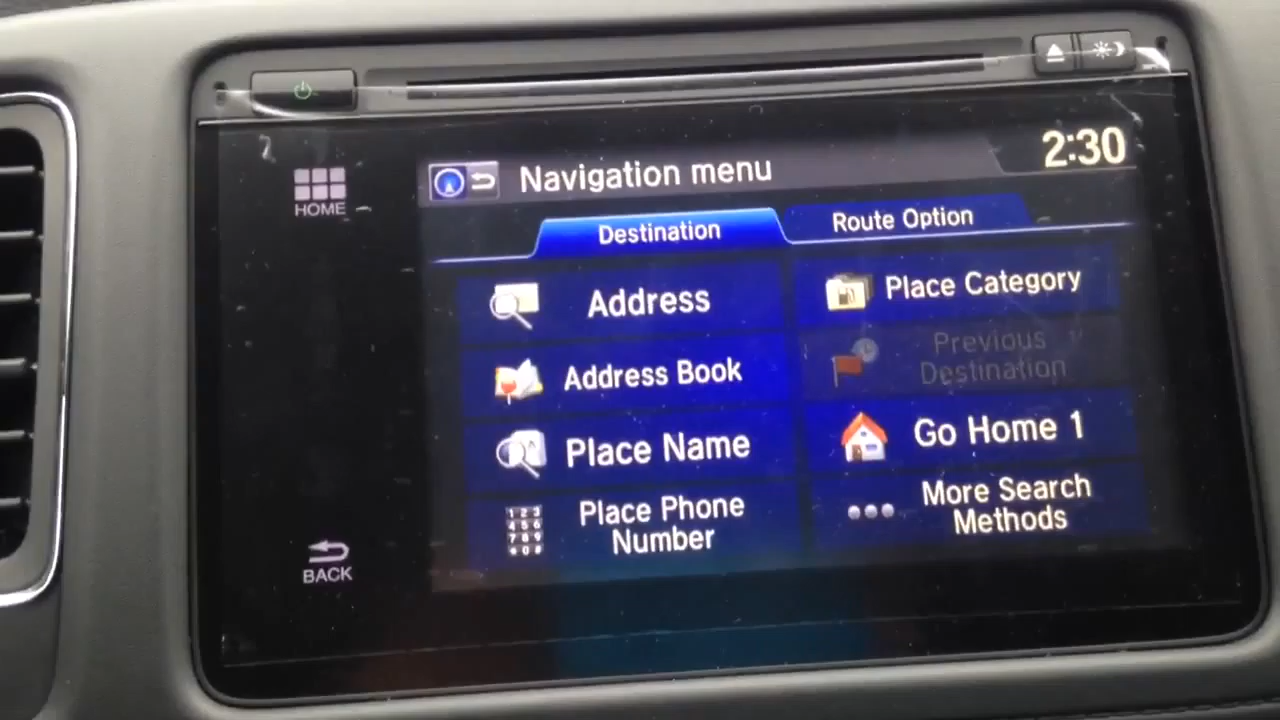 2:30
HOME
Navigation menu
Destination
Route Option
Address
Place Category
Address Book
Previous
Destination
Place Name
Go Home 1
Place Phone
Number
More Search
Methods
BACK